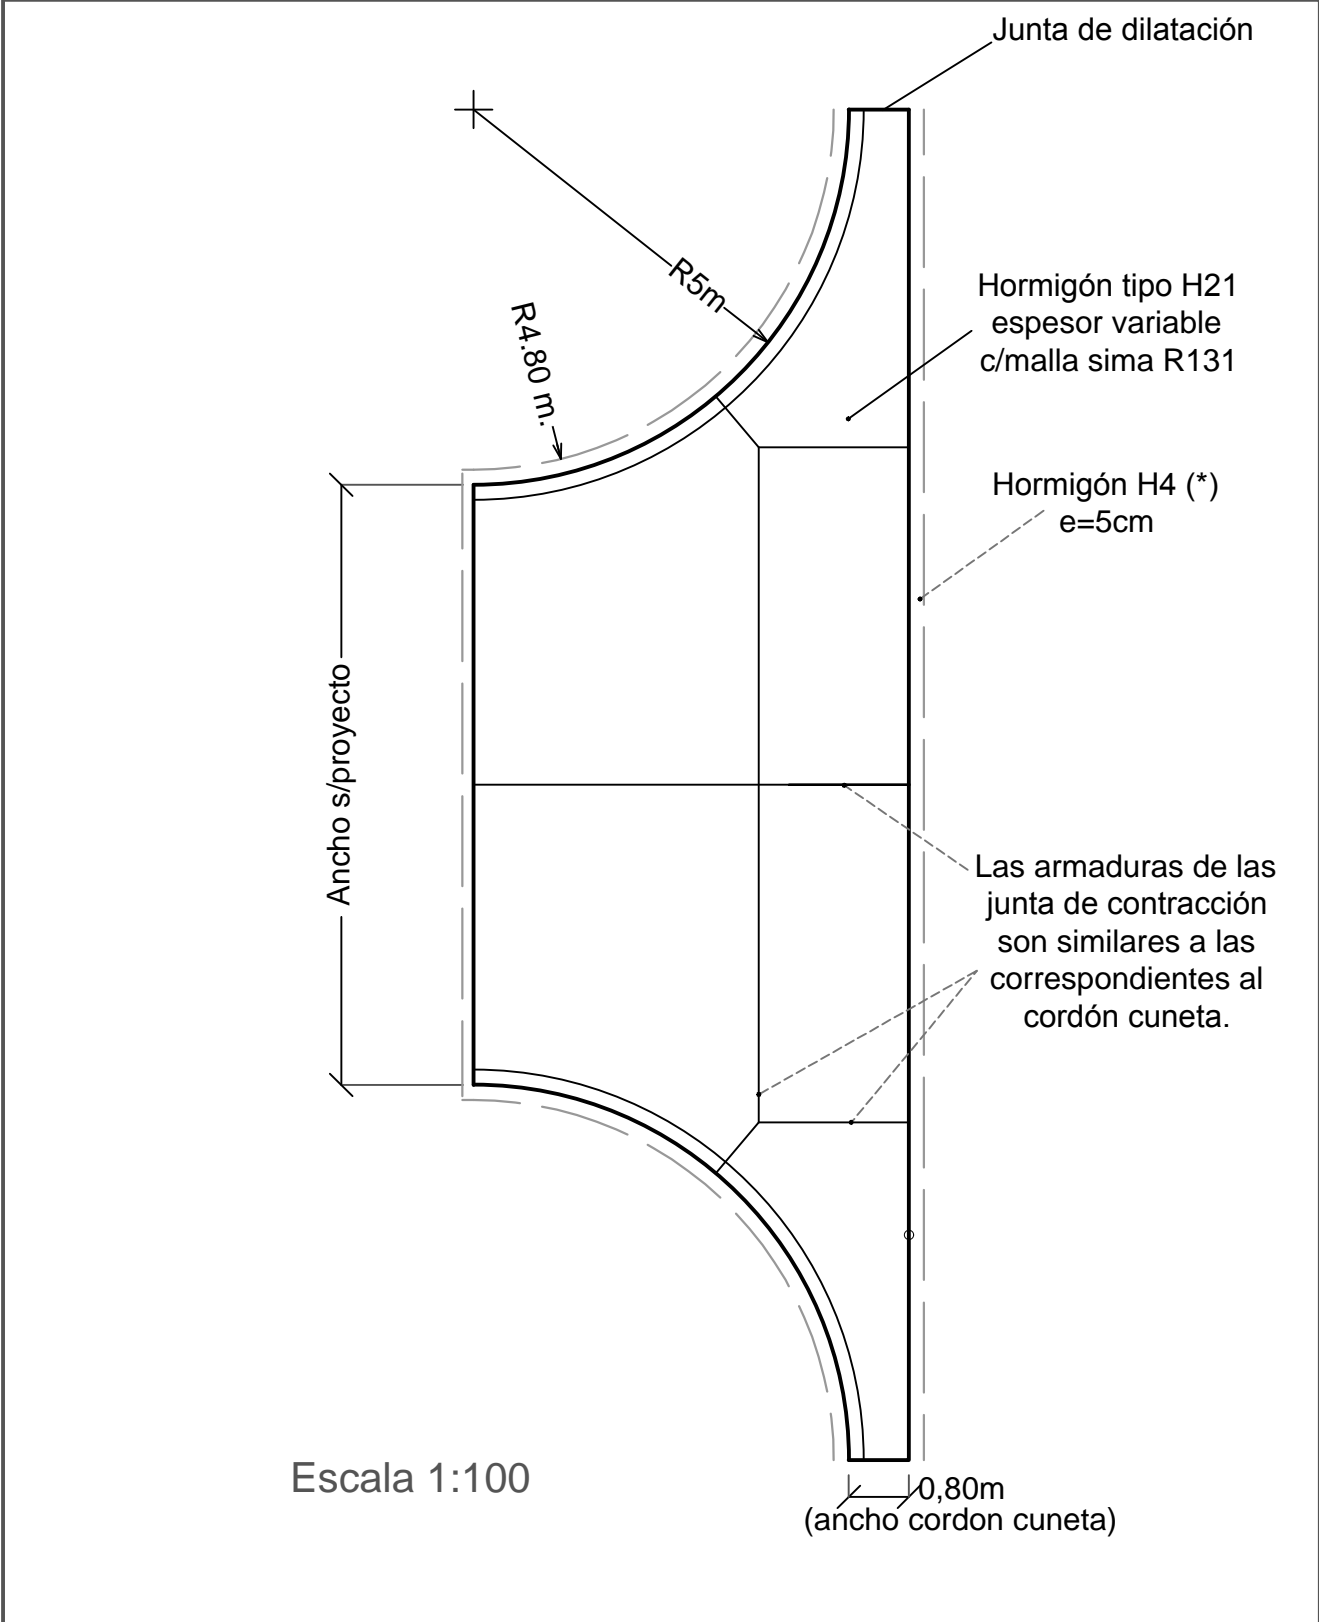 Junta de dilatación
R5m
R4.80 m.
Hormigón tipo H21
espesor variable
c/malla sima R131
Hormigón H4 (*)
e=5cm
Ancho s/proyecto
Las armaduras de las
junta de contracción
son similares a las
correspondientes al
cordón cuneta.
Escala 1:100
0,80m
(ancho cordon cuneta)